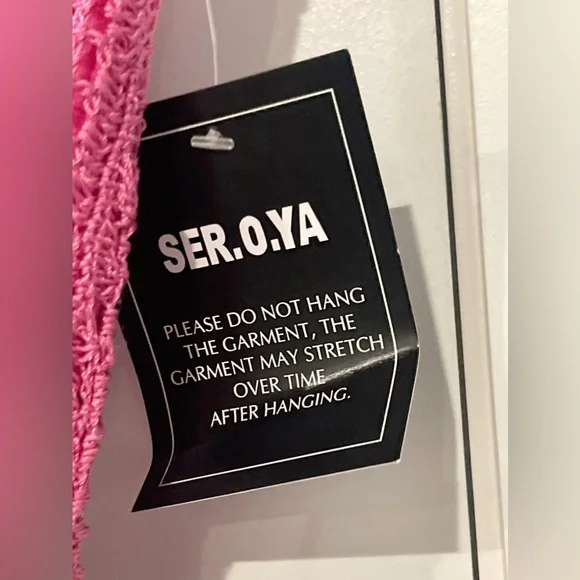 SER.O.YA
PLEASE DO NOT HANG
THE GARMENT, THE
GARMENT MAY STRETCH
OVER TIME
AFTER HANGING.